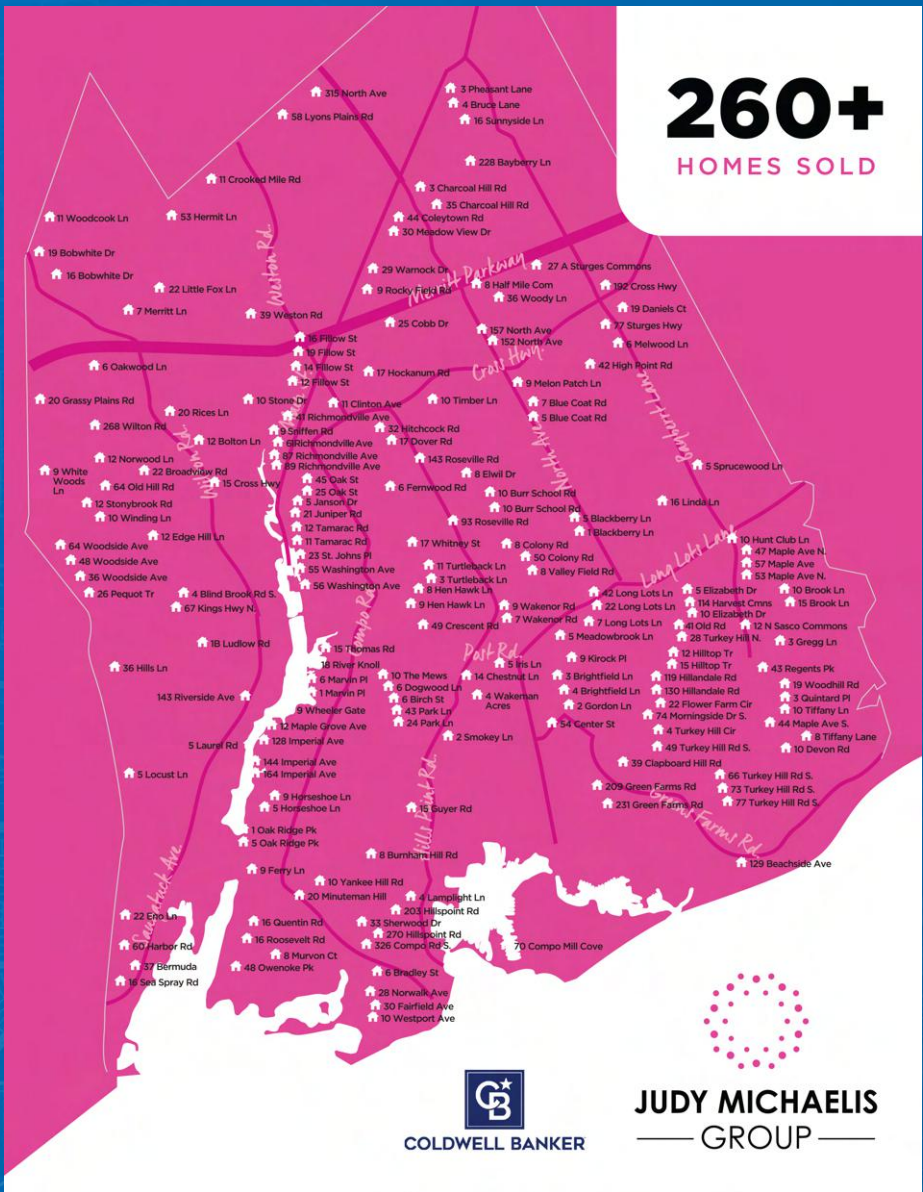 260+
HOMES SOLD
315 North Ave
3 Pheasant Lane
4 Bruce Lane
58 Lyons Plains Rd
16 Sunnyside Ln
228 Bayberry Ln
11 Crooked Mile Rd
3 Charcoal Hill Rd
35 Charcoal Hill Rd
11 Woodcook Ln
53 Hermit Ln
44 Coleytown Rd
30 Meadow View Dr
Weston Rd.
19 Bobwhite Dr
16 Bobwhite Dr
29 Warnock Dr
Merritt Parkway
27 A Sturges Commons
22 Little Fox Ln
9 Rocky Field Rd
8 Half Mile Com
36 Woody Ln
192 Cross Hwy
7 Merritt Ln
39 Weston Rd
25 Cobb Dr
19 Daniels Ct
157 North Ave
152 North Ave
77 Sturges Hwy
6 Melwood Ln
16 Fillow St
19 Fillow St
14 Fillow St
12 Fillow St
Cross Hwy.
6 Oakwood Ln
17 Hockanum Rd
42 High Point Rd
9 Melon Patch Ln
Bayberry Lane
20 Grassy Plains Rd
10 Stone Dr
11 Clinton Ave
10 Timber Ln
7 Blue Coat Rd
5 Blue Coat Rd
20 Rices Ln
41 Richmondville Ave
268 Wilton Rd
9 Sniffen Rd
32 Hitchcock Rd
17 Dover Rd
North Ave
Wilton Rd.
12 Bolton Ln
61Richmondville Ave
87 Richmondville Ave
89 Richmondville Ave
12 Norwood Ln
143 Roseville Rd
5 Sprucewood Ln
9 White
Woods
Ln
22 Broadview Rd
8 Elwil Dr
64 Old Hill Rd
15 Cross Hwy
45 Oak St
25 Oak St
6 Fernwood Rd
10 Burr School Rd
10 Burr School Rd
16 Linda Ln
12 Stonybrook Rd
5 Janson Dr
21 Juniper Rd
10 Winding Ln
93 Roseville Rd
5 Blackberry Ln
1 Blackberry Ln
12 Tamarac Rd
11 Tamarac Rd
12 Edge Hill Ln
17 Whitney St
8 Colony Rd
50 Colony Rd
Long Lots Lane
10 Hunt Club Ln
47 Maple Ave N.
57 Maple Ave
53 Maple Ave N.
64 Woodside Ave
48 Woodside Ave
36 Woodside Ave
23 St. Johns Pl
55 Washington Ave
56 Washington Ave
11 Turtleback Ln
3 Turtleback Ln
8 Hen Hawk Ln
9 Hen Hawk Ln
8 Valley Field Rd
26 Pequot Tr
4 Blind Brook Rd S.
67 Kings Hwy N.
42 Long Lots Ln
22 Long Lots Ln
7 Long Lots Ln
5 Elizabeth Dr
114 Harvest Cmns
10 Elizabeth Dr
10 Brook Ln
15 Brook Ln
9 Wakenor Rd
7 Wakenor Rd
49 Crescent Rd
41 Old Rd
12 N Sasco Commons
28 Turkey Hill N.
3 Gregg Ln
Compo Rd.
5 Meadowbrook Ln
1B Ludlow Rd
15 Thomas Rd
Post Rd.
12 Hilltop Tr
15 Hilltop Tr
36 Hills Ln
18 River Knoll
5 Iris Ln
9 Kirock Pl
43 Regents Pk
10 The Mews
14 Chestnut Ln
3 Brightfield Ln
4 Brightfield Ln
119 Hillandale Rd
130 Hillandale Rd
6 Marvin Pl
1 Marvin Pl
6 Dogwood Ln
6 Birch St
43 Park Ln
24 Park Ln
4 Wakeman
Acres
19 Woodhill Rd
3 Quintard Pl
143 Riverside Ave
2 Gordon Ln
22 Flower Farm Cir
74 Morningside Dr S.
10 Tiffany Ln
9 Wheeler Gate
54 Center St
44 Maple Ave S.
12 Maple Grove Ave
128 Imperial Ave
2 Smokey Ln
4 Turkey Hill Cir
8 Tiffany Lane
5 Laurel Rd
49 Turkey Hill Rd S.
10 Devon Rd
144 Imperial Ave
164 Imperial Ave
39 Clapboard Hill Rd
5 Locust Ln
66 Turkey Hill Rd S.
73 Turkey Hill Rd S.
77 Turkey Hill Rd S.
209 Green Farms Rd
231 Green Farms Rd
9 Horseshoe Ln
5 Horseshoe Ln
15 Guyer Rd
Hills Point Rd.
Greens Farms Rd.
1 Oak Ridge Pk
5 Oak Ridge Pk
8 Burnham Hill Rd
129 Beachside Ave
Saugatuck Ave.
9 Ferry Ln
10 Yankee Hill Rd
20 Minuteman Hill
4 Lamplight Ln
203 Hillspoint Rd
22 Eno Ln
16 Quentin Rd
33 Sherwood Dr
270 Hillspoint Rd
326 Compo Rd S.
60 Harbor Rd
16 Roosevelt Rd
70 Compo Mill Cove
8 Murvon Ct
37 Bermuda
48 Owenoke Pk
6 Bradley St
16 Sea Spray Rd
28 Norwalk Ave
30 Fairfield Ave
10 Westport Ave
CB
COLDWELL BANKER
JUDY MICHAELIS
GROUP